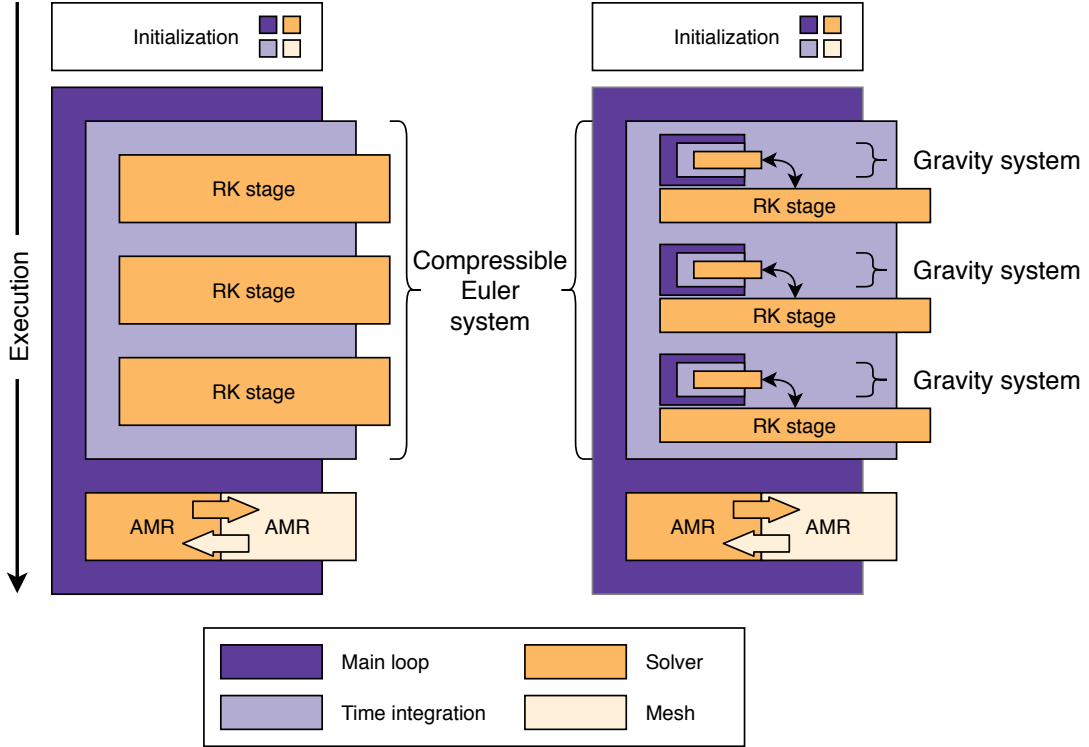 Initialization
Initialization
Execution
RK stage
RK stage
RK stage
AMR
AMR
Compressible
Euler
system
Gravity system
RK stage
Gravity system
RK stage
Gravity system
RK stage
AMR
AMR
Main loop
Solver
Time integration
Mesh